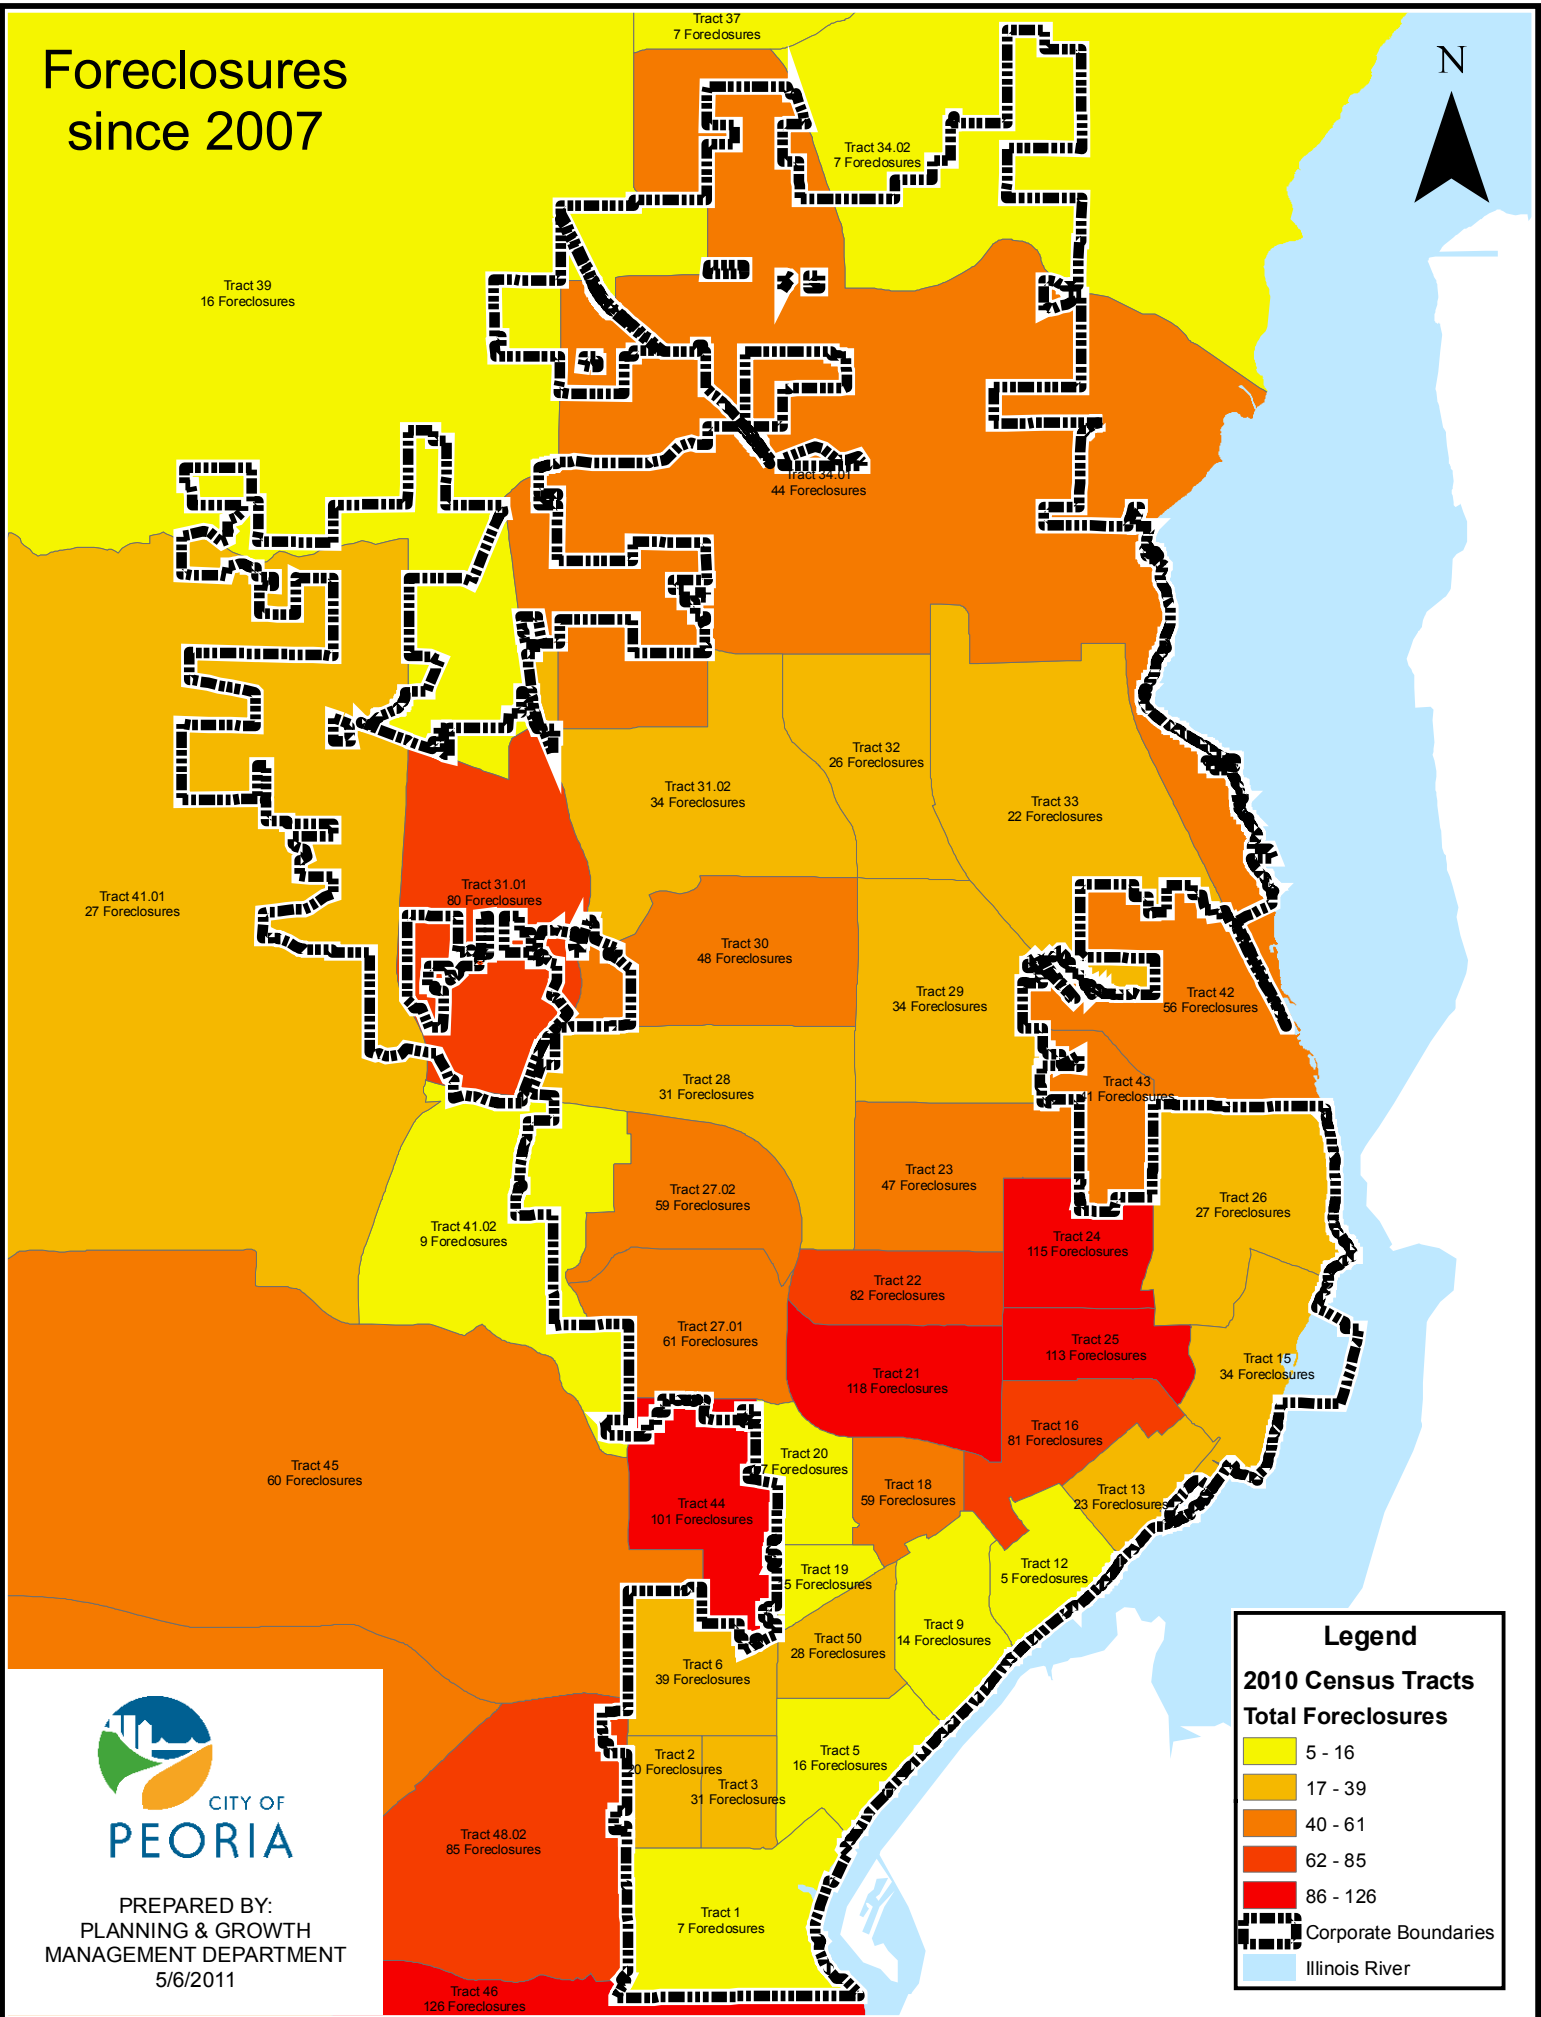 Foreclosures
since 2007
N
Tract 37
7 Foreclosures
Tract 34.02
7 Foreclosures
Tract 39
16 Foreclosures
Tract 34.01
44 Foreclosures
Tract 32
26 Foreclosures
Tract 31.02
34 Foreclosures
Tract 33
22 Foreclosures
Tract 31.01
80 Foreclosures
Tract 41.01
27 Foreclosures
Tract 30
48 Foreclosures
Tract 29
34 Foreclosures
Tract 42
56 Foreclosures
Tract 28
31 Foreclosures
Tract 43
41 Foreclosures
Tract 23
47 Foreclosures
Tract 27.02
59 Foreclosures
Tract 26
27 Foreclosures
Tract 41.02
9 Foreclosures
Tract 24
115 Foreclosures
Tract 22
82 Foreclosures
Tract 27.01
61 Foreclosures
Tract 25
113 Foreclosures
Tract 15
34 Foreclosures
Tract 21
118 Foreclosures
Tract 16
81 Foreclosures
Tract 20
7 Foreclosures
Tract 45
60 Foreclosures
Tract 18
59 Foreclosures
Tract 13
23 Foreclosures
Tract 44
101 Foreclosures
Tract 12
5 Foreclosures
Tract 19
Foreclosures
Tract 9
14 Foreclosures
Tract 50
28 Foreclosures
Tract 6
39 Foreclosures
Tract 2
Foreclosures
Tract 5
16 Foreclosures
Tract 3
31 Foreclosures
Tract 48.02
85 Foreclosures
Tract 1
7 Foreclosures
Tract 46
126 Foreclosures
CITY OF
PEORIA
PREPARED BY:
PLANNING & GROWTH
MANAGEMENT DEPARTMENT
5/6/2011
Legend
2010 Census Tracts
Total Foreclosures
5 - 16
17 - 39
40 - 61
62 - 85
86 - 126
Corporate Boundaries
Illinois River